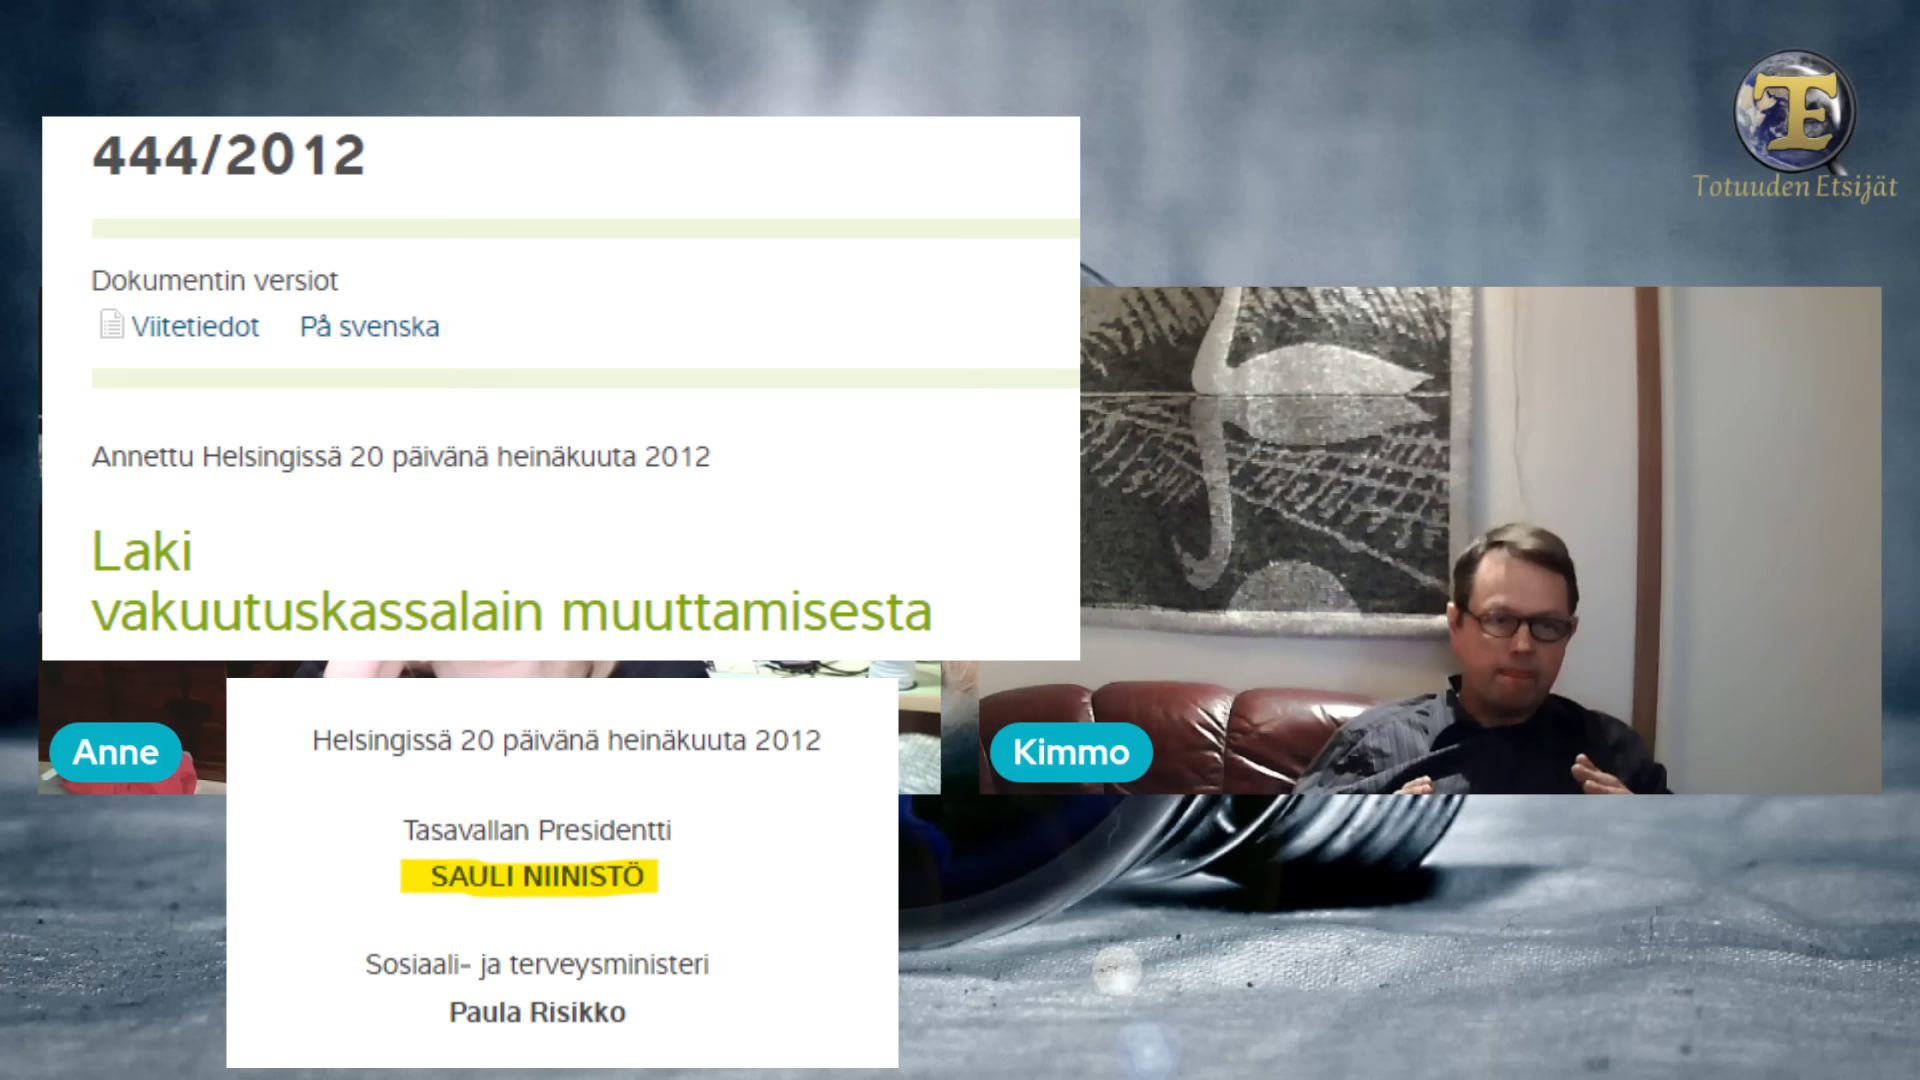 444/2012
Dokumentin versiot
Viitetiedot På svenska
Annettu Helsingissä 20 päivänä heinäkuuta 2012
Laki
vakuutuskassalain muuttamisesta
Helsingissä 20 päivänä heinäkuuta 2012
Tasavallan Presidentti
SAULI NIINISTÖ
Sosiaali- ja terveysministeri
Paula Risikko
Anne
Kimmo
TE
Totuuden Etsijät